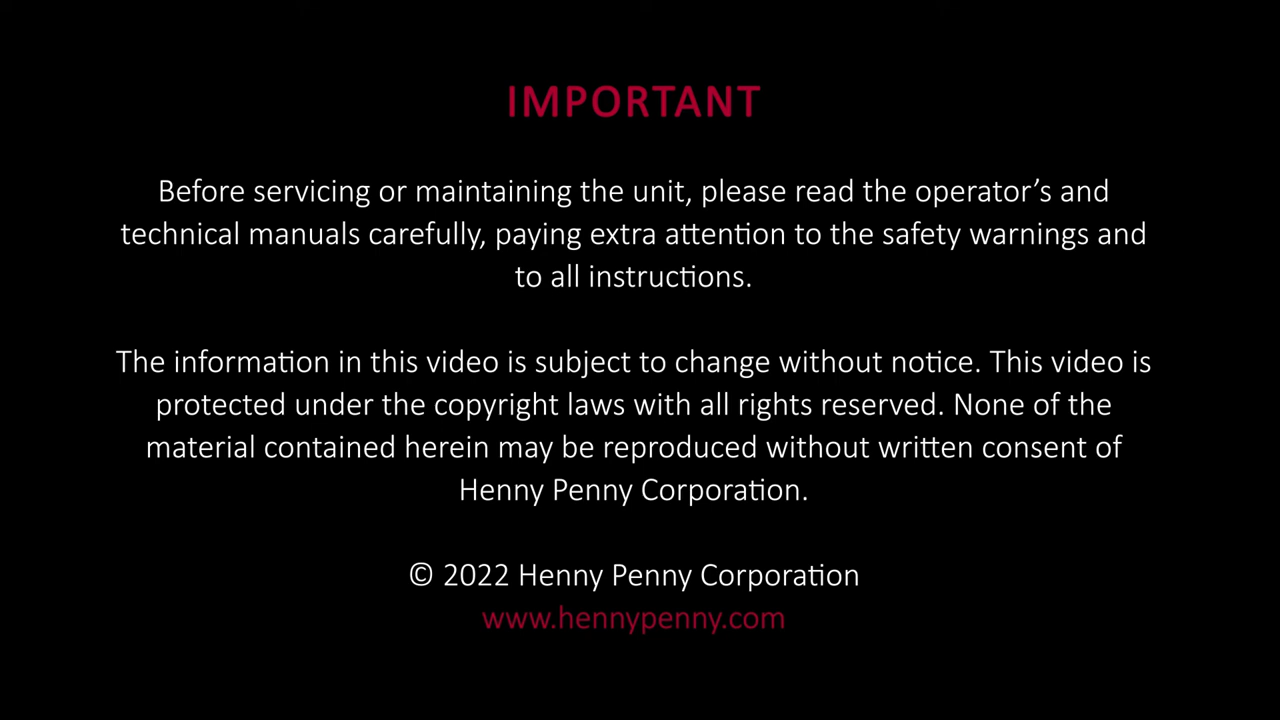 IMPORTANT
Before servicing or maintaining the unit, please read the operator’s and
technical manuals carefully, paying extra attention to the safety warnings and
to all instructions.
The information in this video is subject to change without notice. This video is
protected under the copyright laws with all rights reserved. None of the
material contained herein may be reproduced without written consent of
Henny Penny Corporation.
© 2022 Henny Penny Corporation
www.hennypenny.com